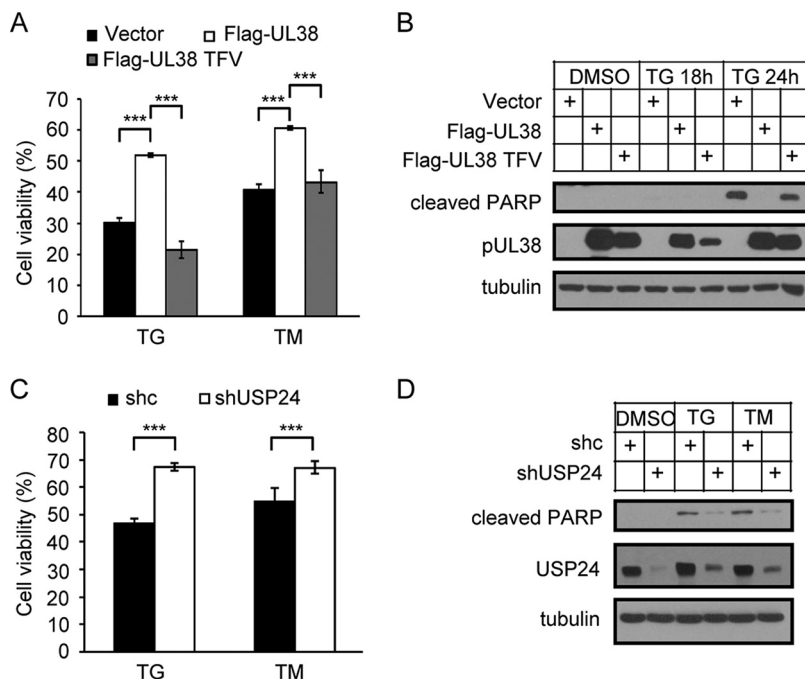 A
Vector
Flag-UL38
Flag-UL38 TFV
***
***
***
***
Cell viability (%)
70
60
50
40
30
20
10
0
TG
TM
B
DMSO
TG 18h
TG 24h
Vector
+
+
+
Flag-UL38
+
+
+
Flag-UL38 TFV
+
+
+
cleaved PARP
pUL38
tubulin
C
shc
shUSP24
***
***
Cell viability (%)
80
70
60
50
40
30
20
10
0
TG
TM
D
DMSO
TG
TM
shc
+
+
+
shUSP24
+
+
+
cleaved PARP
USP24
tubulin